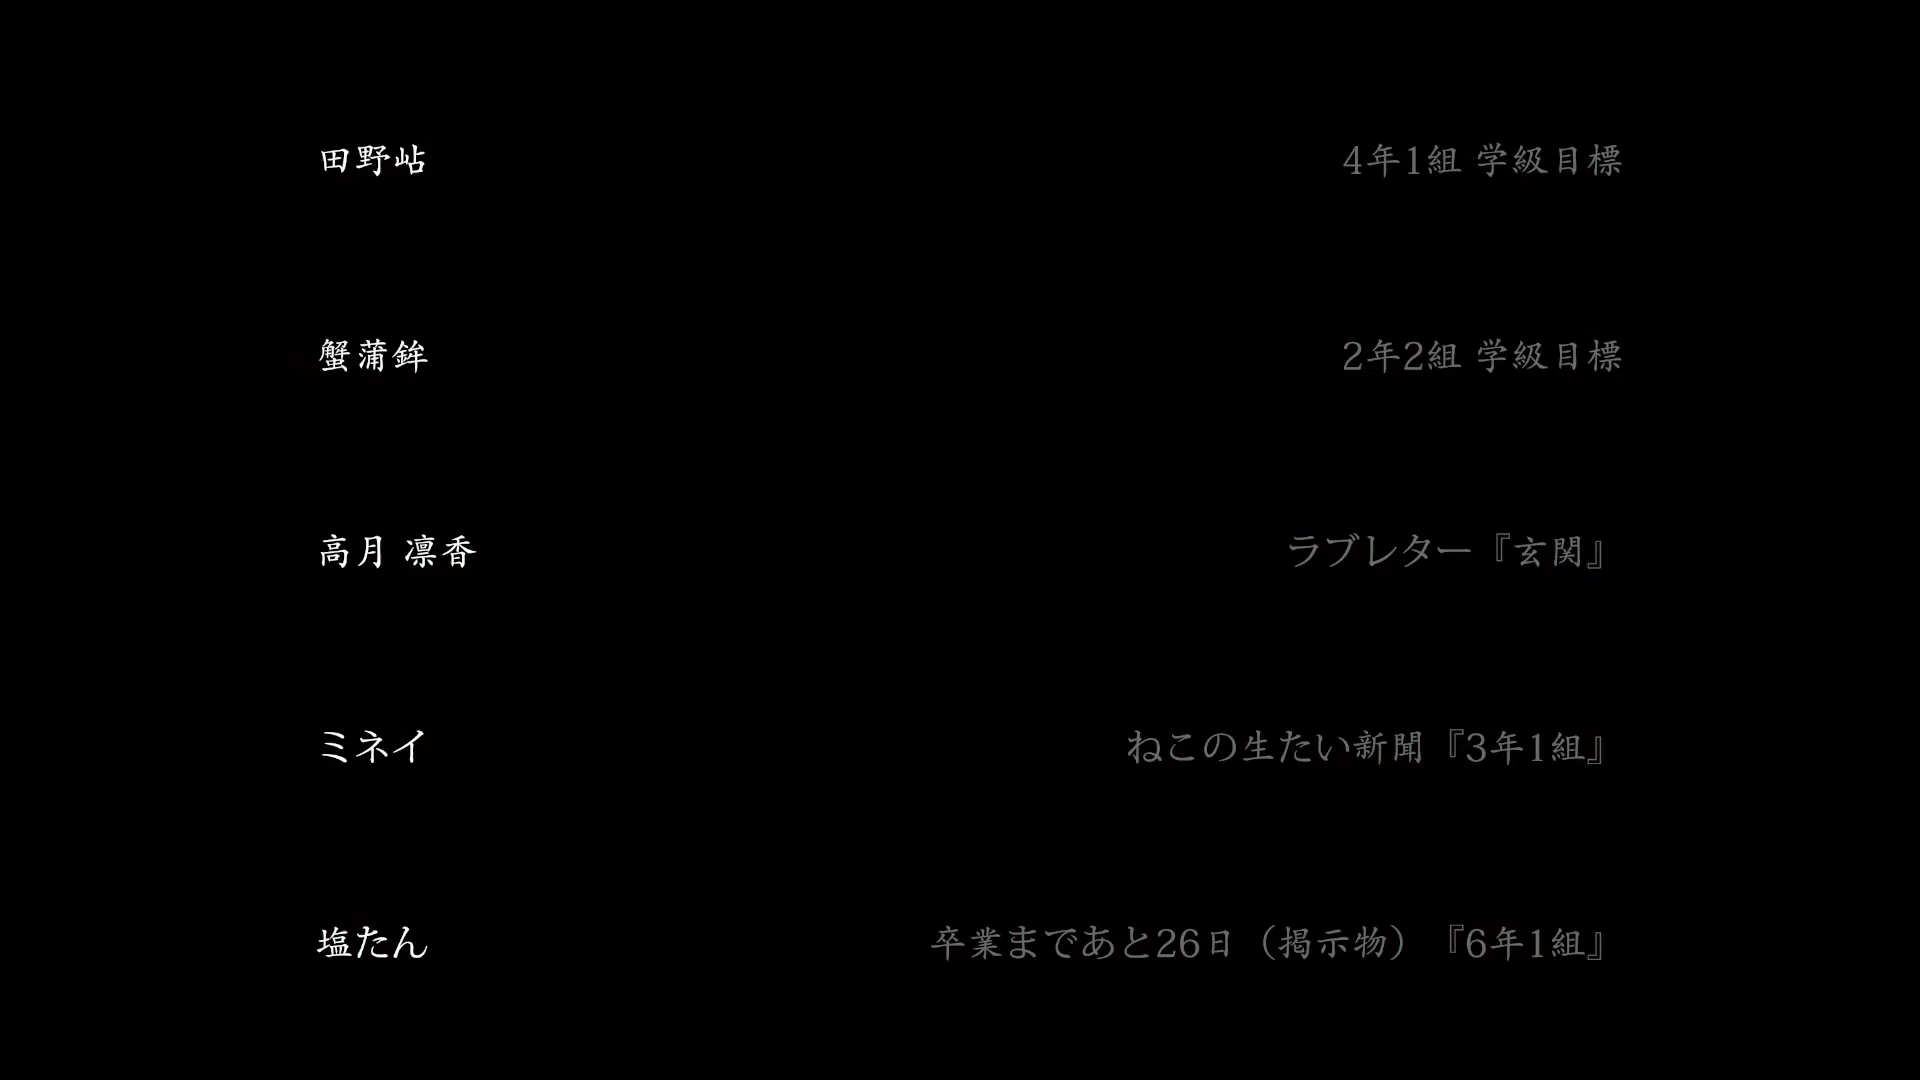 田野岾 4年1組 学級目標
蟹蒲鉾 2年2組 学級目標
高月 凛香 ラブレター『玄関』
ミネイ ねこの生たい新聞『3年1組』
塩たん 卒業まであと26日（掲示物）『6年1組』